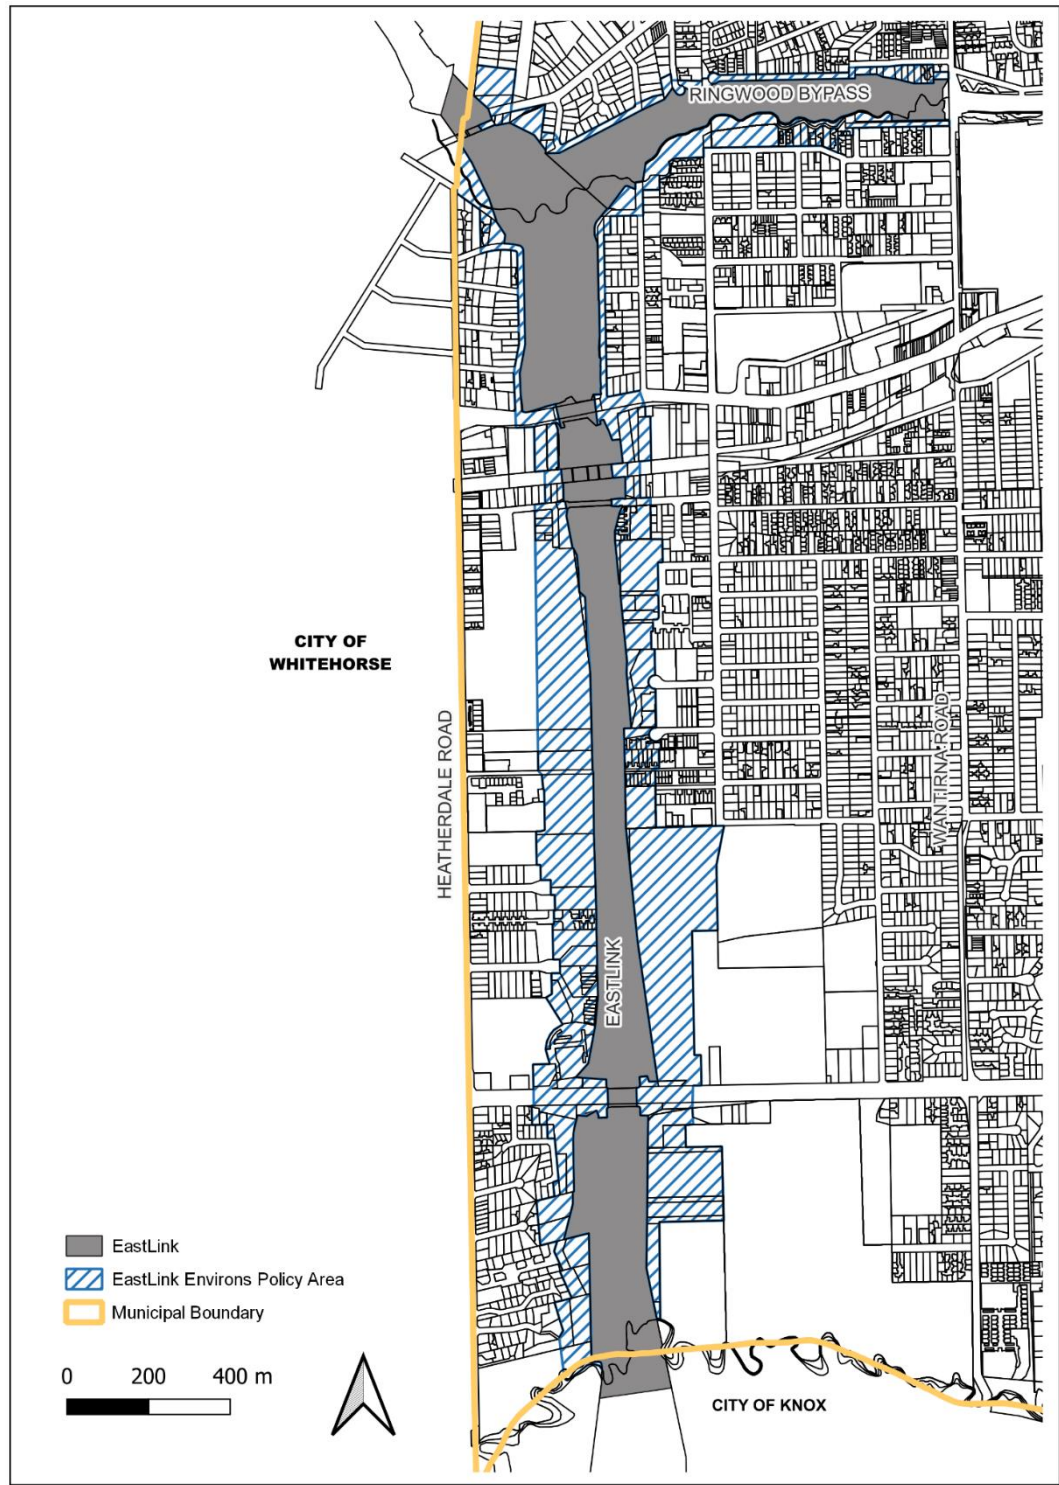 RINGWOOD BYPASS
CITY OF
WHITEHORSE
HEATHERDALE ROAD
WANTIRNA ROAD
EASTLINK
EastLink
EastLink Environs Policy Area
Municipal Boundary
0 200 400 m
CITY OF KNOX